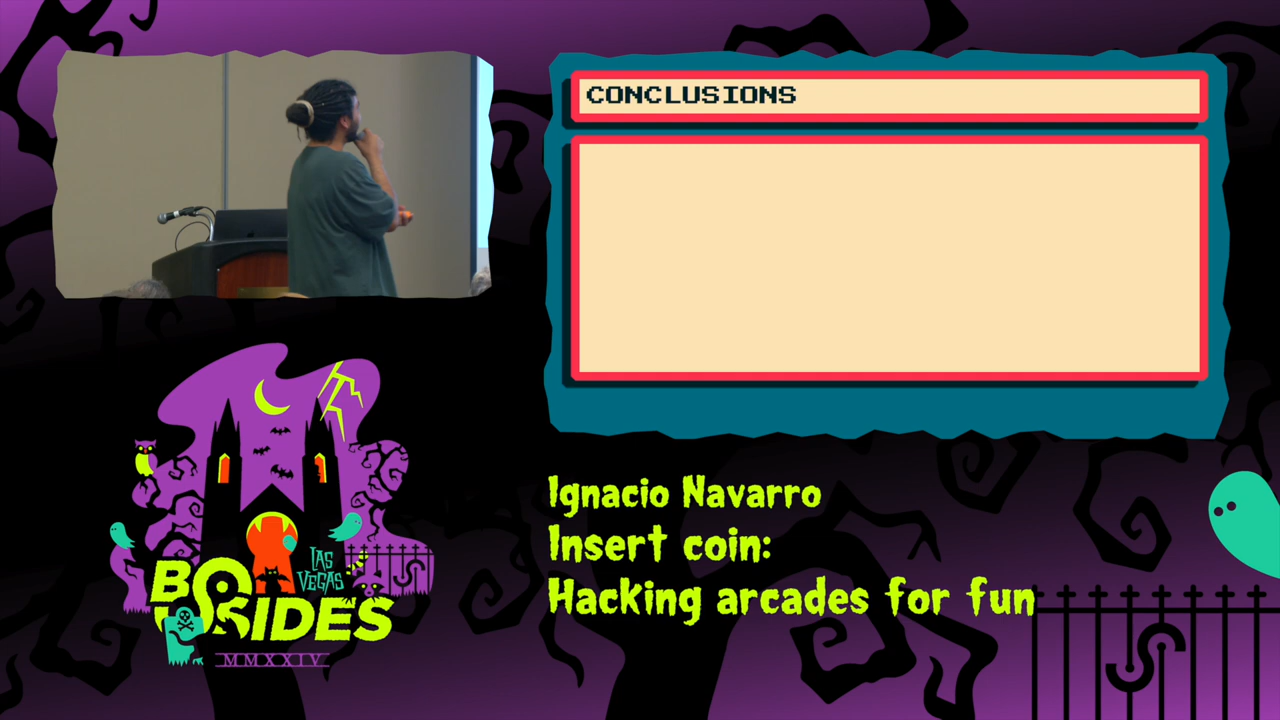 CONCLUSIONS
Ignacio Navarro
Insert coin:
Hacking arcades for fun
LAS
VEGAS
BSIDES
MMXXIV